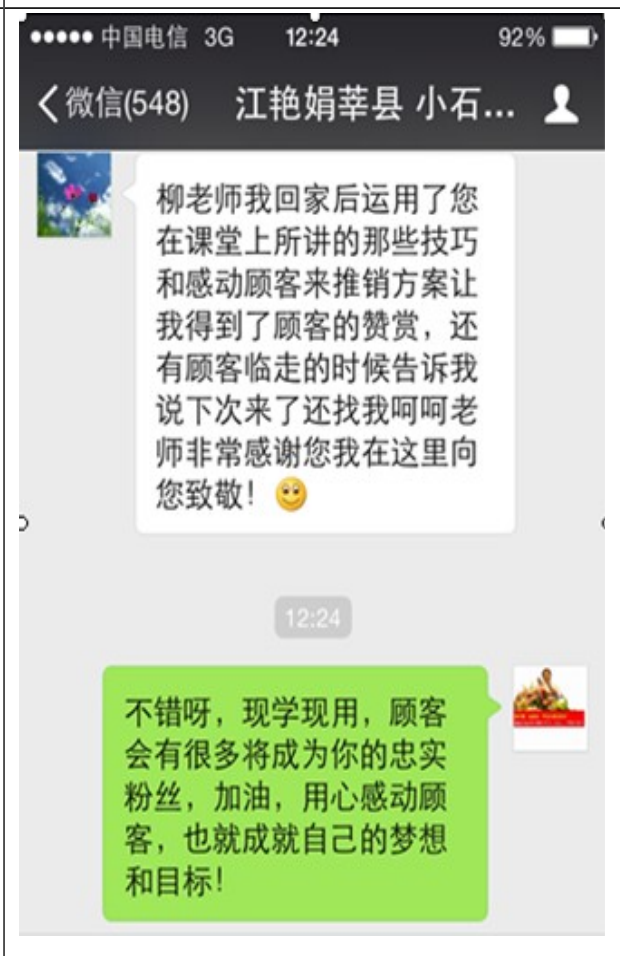 中国电信 3G 12:24 92%
微信(548) 江艳娟莘县 小石...
柳老师我回家后运用了您
在课堂上所讲的那些技巧
和感动顾客来推销方案让
我得到了顾客的赞赏，还
有顾客临走的时候告诉我
说下次来了还找我呵呵老
师非常感谢您我在这里向
您致敬！
12:24
不错呀，现学现用，顾客
会有很多将成为你的忠实
粉丝，加油，用心感动顾
客，也就成就自己的梦想
和目标！